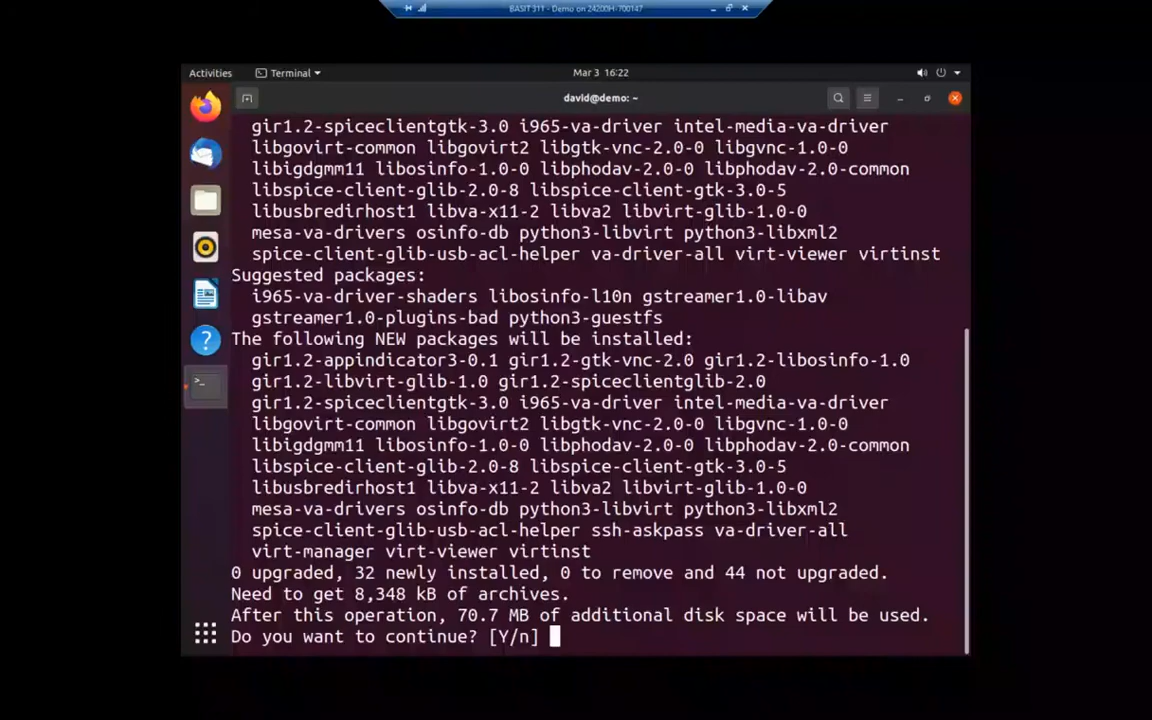 BASIT 311 - Demo on 24200H-700147
Activities
Terminal
Mar 3 16:22
david@demo: ~
gir1.2-spiceclientgtk-3.0 i965-va-driver intel-media-va-driver
libgovirt-common libgovirt2 libgtk-vnc-2.0-0 libgvnc-1.0-0
libigdgmm11 libosinfo-1.0-0 libphodav-2.0-0 libphodav-2.0-common
libspice-client-glib-2.0-8 libspice-client-gtk-3.0-5
libusbredirhost1 libva-x11-2 libva2 libvirt-glib-1.0-0
mesa-va-drivers osinfo-db python3-libvirt python3-libxml2
spice-client-glib-usb-acl-helper va-driver-all virt-viewer virtinst
Suggested packages:
i965-va-driver-shaders libosinfo-l10n gstreamer1.0-libav
gstreamer1.0-plugins-bad python3-guestfs
The following NEW packages will be installed:
gir1.2-appindicator3-0.1 gir1.2-gtk-vnc-2.0 gir1.2-libosinfo-1.0
gir1.2-libvirt-glib-1.0 gir1.2-spiceclientglib-2.0
gir1.2-spiceclientgtk-3.0 i965-va-driver intel-media-va-driver
libgovirt-common libgovirt2 libgtk-vnc-2.0-0 libgvnc-1.0-0
libigdgmm11 libosinfo-1.0-0 libphodav-2.0-0 libphodav-2.0-common
libspice-client-glib-2.0-8 libspice-client-gtk-3.0-5
libusbredirhost1 libva-x11-2 libva2 libvirt-glib-1.0-0
mesa-va-drivers osinfo-db python3-libvirt python3-libxml2
spice-client-glib-usb-acl-helper ssh-askpass va-driver-all
virt-manager virt-viewer virtinst
0 upgraded, 32 newly installed, 0 to remove and 44 not upgraded.
Need to get 8,348 kB of archives.
After this operation, 70.7 MB of additional disk space will be used.
Do you want to continue? [Y/n]